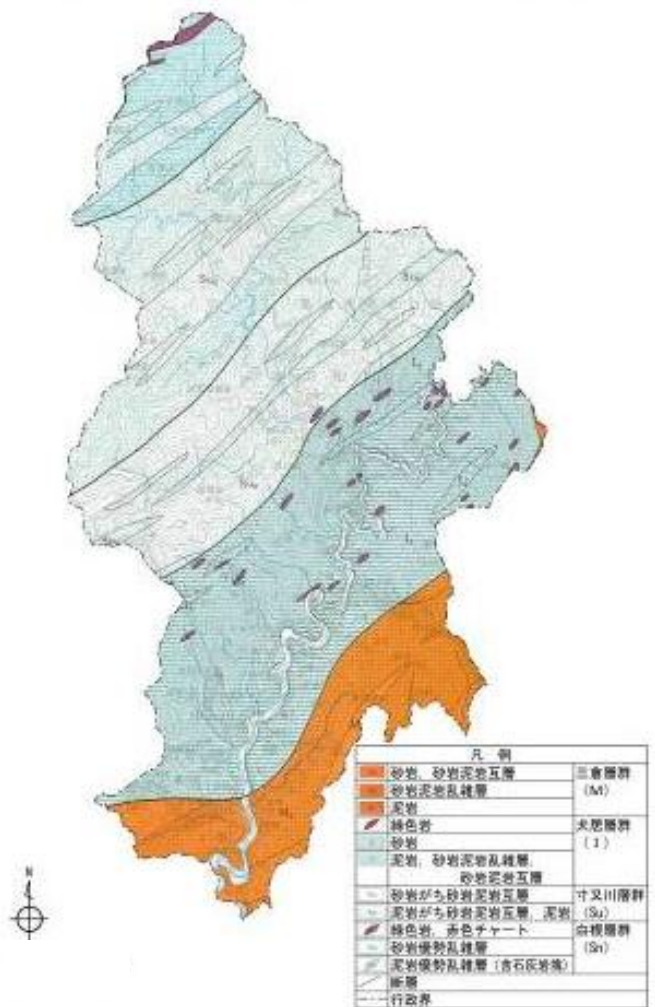 N
凡例
砂岩，砂岩泥岩互層 三倉層群
砂岩泥岩乱雑層 (M)
泥岩
緑色岩 犬居層群
砂岩 (I)
泥岩，砂岩泥岩乱雑層，
砂岩泥岩互層
砂岩がち砂岩泥岩互層 寸又川層群
泥岩がち砂岩泥岩互層，泥岩 (Su)
緑色岩，赤色チャート 白根層群
砂岩優勢乱雑層 (Sn)
泥岩優勢乱雑層（含石灰岩塊）
断層
行政界